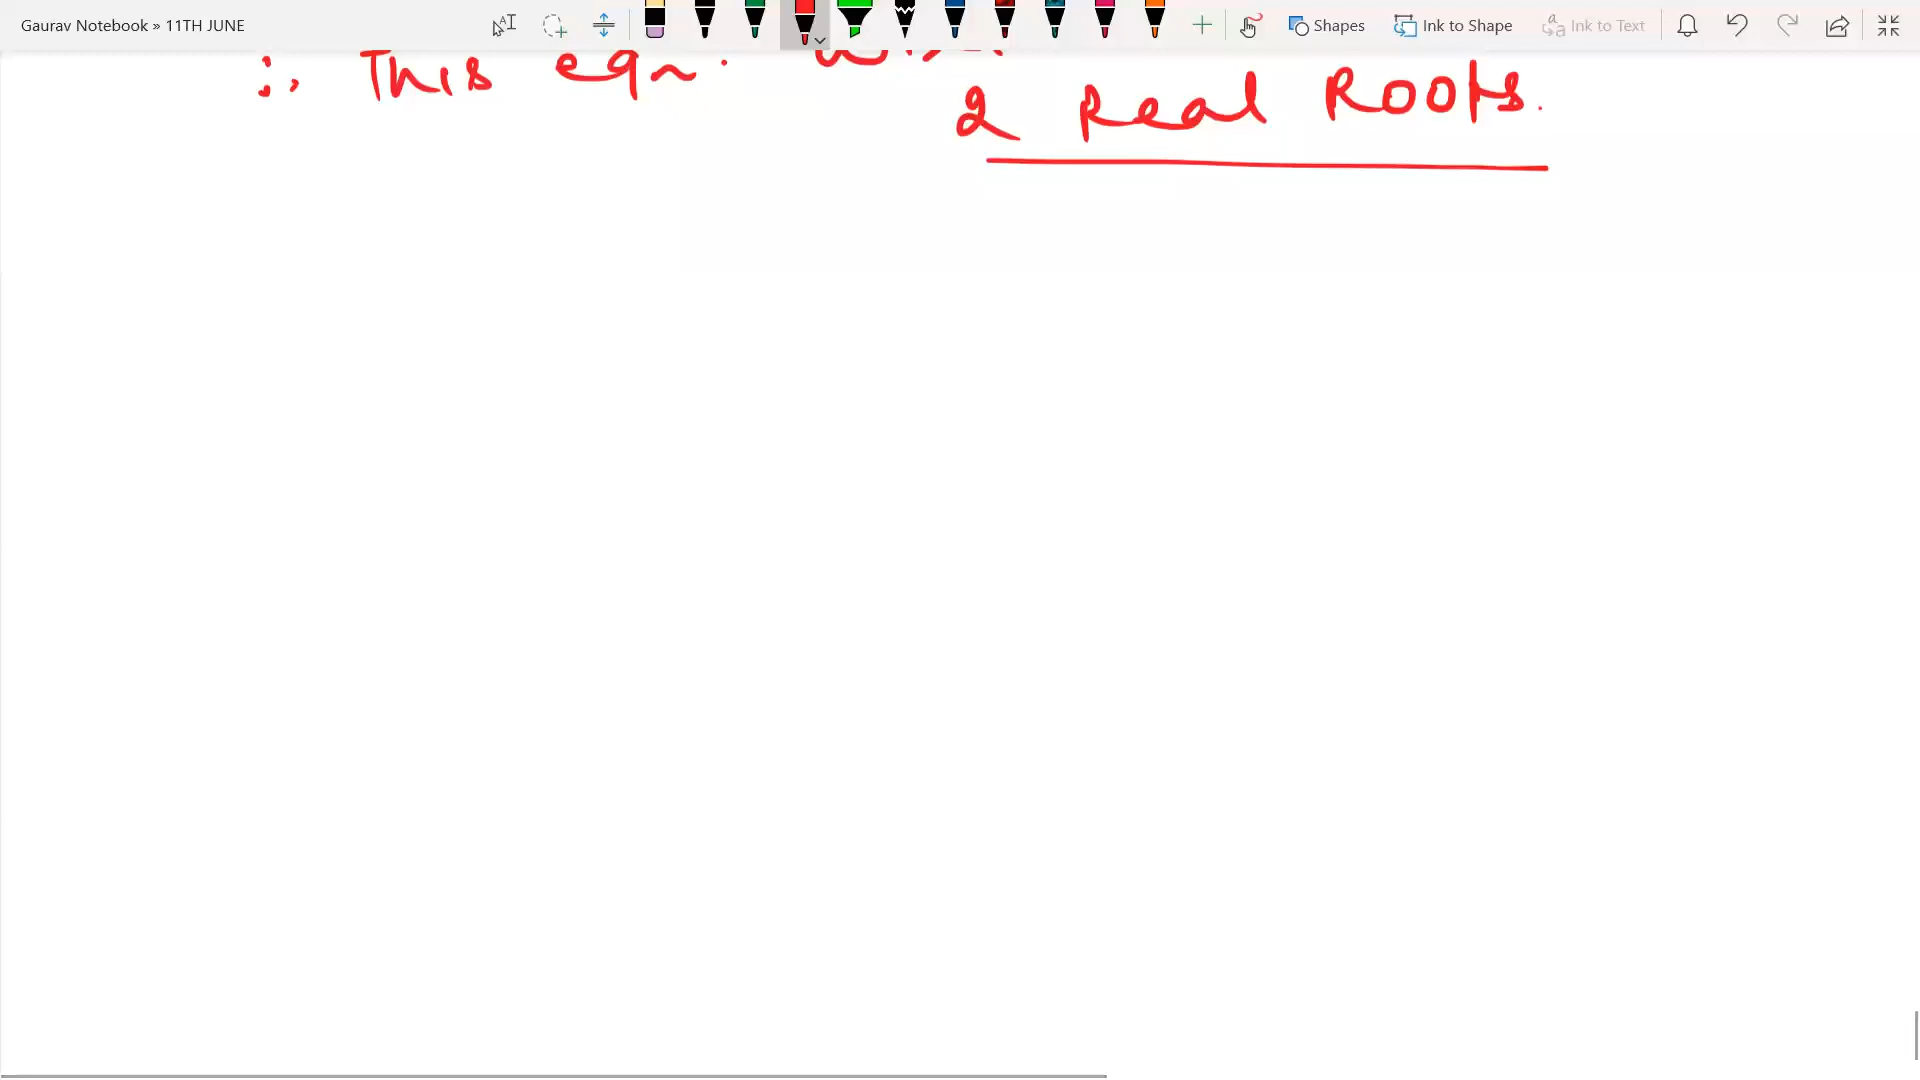 Gaurav Notebook » 11TH JUNE
Shapes
Ink to Shape
Ink to Text
∴ This eqn.
2 Real Roots.